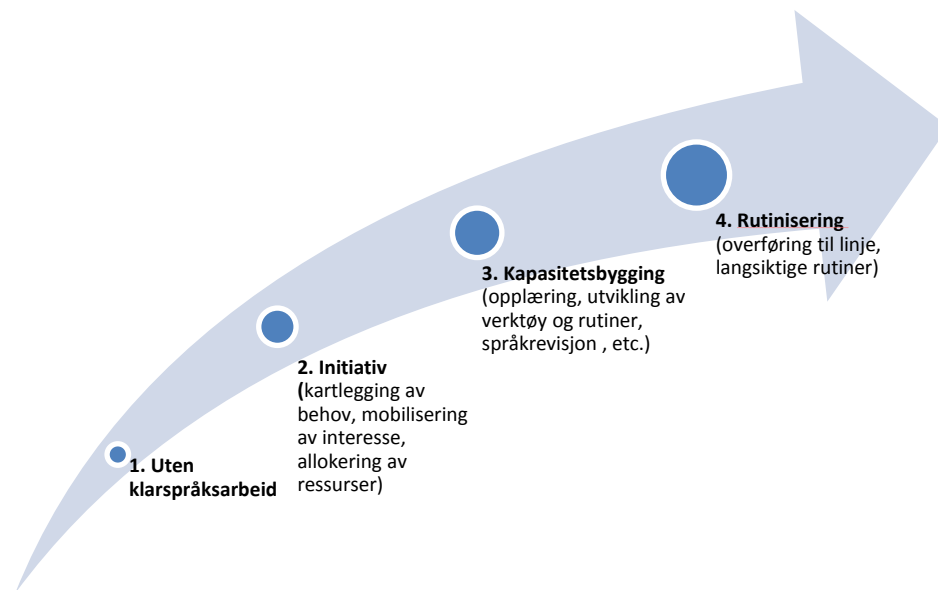 1. Uten
klarspråksarbeid
2. Initiativ
(kartlegging av
behov, mobilisering
av interesse,
allokering av
ressurser)
3. Kapasitetsbygging
(opplæring, utvikling av
verktøy og rutiner,
språkrevisjon , etc.)
4. Rutinisering
(overføring til linje,
langsiktige rutiner)